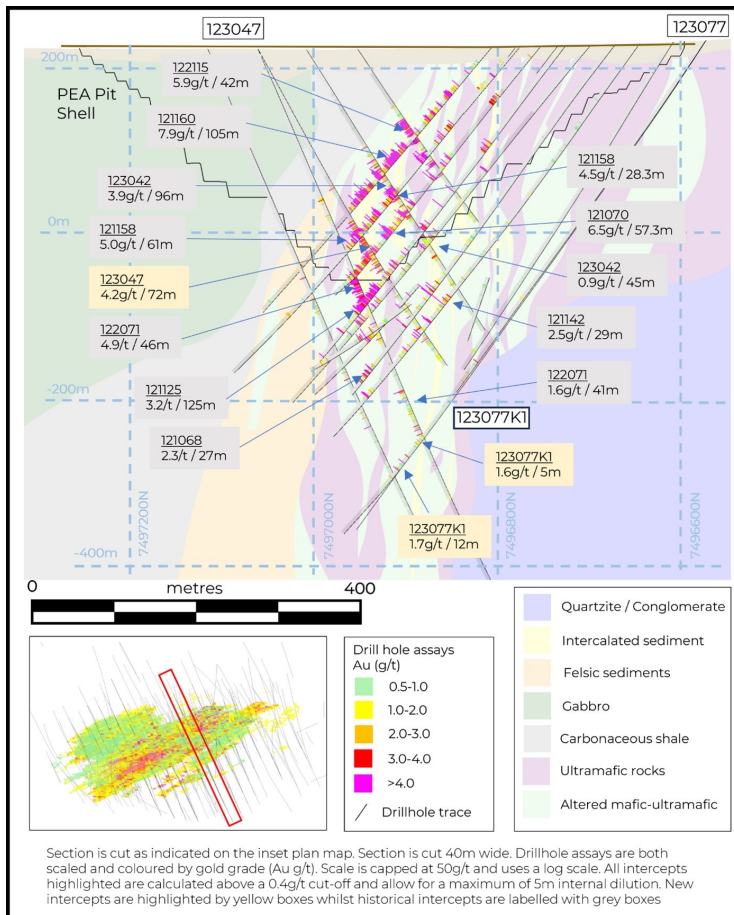 123047
123077
200m
PEA Pit
Shell
122115
5.9g/t / 42m
121160
7.9g/t / 105m
123042
3.9g/t / 96m
121158
4.5g/t / 28.3m
0m
121158
5.0g/t / 61m
121070
6.5g/t / 57.3m
123047
4.2g/t / 72m
123042
0.9g/t / 45m
122071
4.9/t / 46m
121142
2.5g/t / 29m
121125
3.2/t / 125m
122071
1.6g/t / 41m
-200m
123077K1
121068
2.3/t / 27m
123077K1
1.6g/t / 5m
123077K1
1.7g/t / 12m
7497200N
7497000N
7496800N
7496600N
-400m
0 metres 400
Drill hole assays
Au (g/t)
0.5-1.0
1.0-2.0
2.0-3.0
3.0-4.0
>4.0
Drillhole trace
Quartzite / Conglomerate
Intercalated sediment
Felsic sediments
Gabbro
Carbonaceous shale
Ultramafic rocks
Altered mafic-ultramafic
Section is cut as indicated on the inset plan map. Section is cut 40m wide. Drillhole assays are both
scaled and coloured by gold grade (Au g/t). Scale is capped at 50g/t and uses a log scale. All intercepts
highlighted are calculated above a 0.4g/t cut-off and allow for a maximum of 5m internal dilution. New
intercepts are highlighted by yellow boxes whilst historical intercepts are labelled with grey boxes